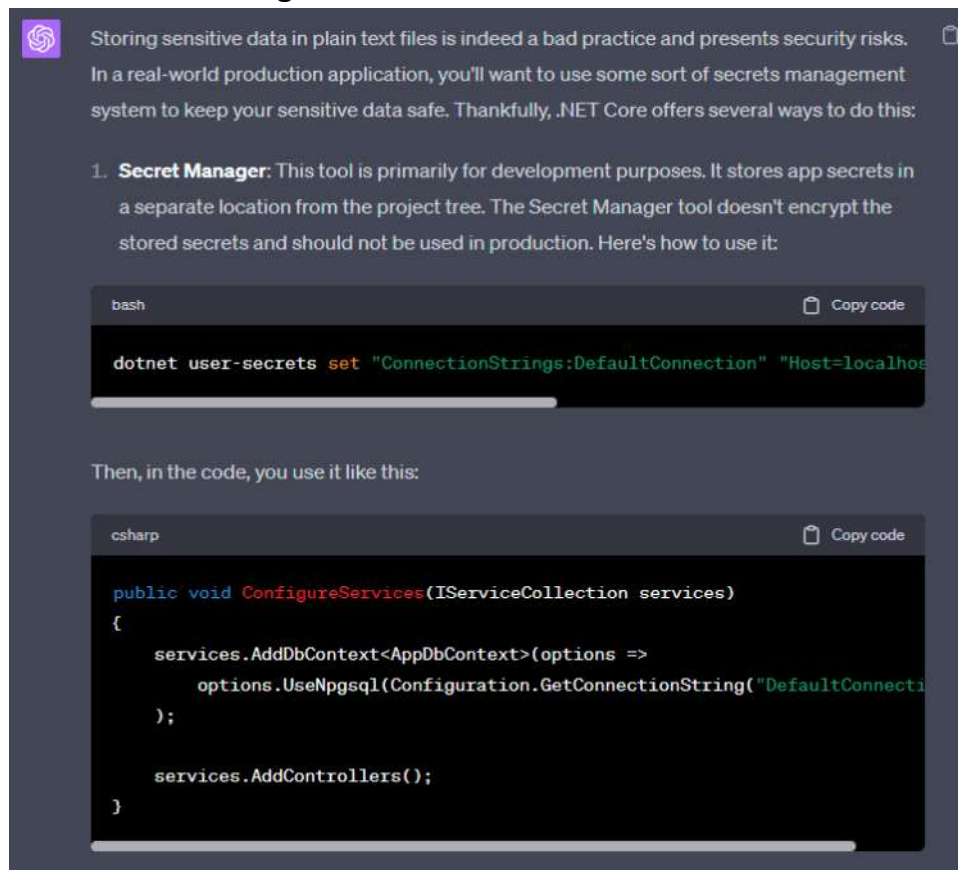 Storing sensitive data in plain text files is indeed a bad practice and presents security risks.
In a real-world production application, you'll want to use some sort of secrets management
system to keep your sensitive data safe. Thankfully, .NET Core offers several ways to do this:
1. Secret Manager: This tool is primarily for development purposes. It stores app secrets in
a separate location from the project tree. The Secret Manager tool doesn't encrypt the
stored secrets and should not be used in production. Here's how to use it:
bash Copy code
dotnet user-secrets set "ConnectionStrings:DefaultConnection" "Host=localhos
Then, in the code, you use it like this:
csharp Copy code
public void ConfigureServices(IServiceCollection services)
{
services.AddDbContext<AppDbContext>(options =>
options.UseNpgsql(Configuration.GetConnectionString("DefaultConnecti
);
services.AddControllers();
}